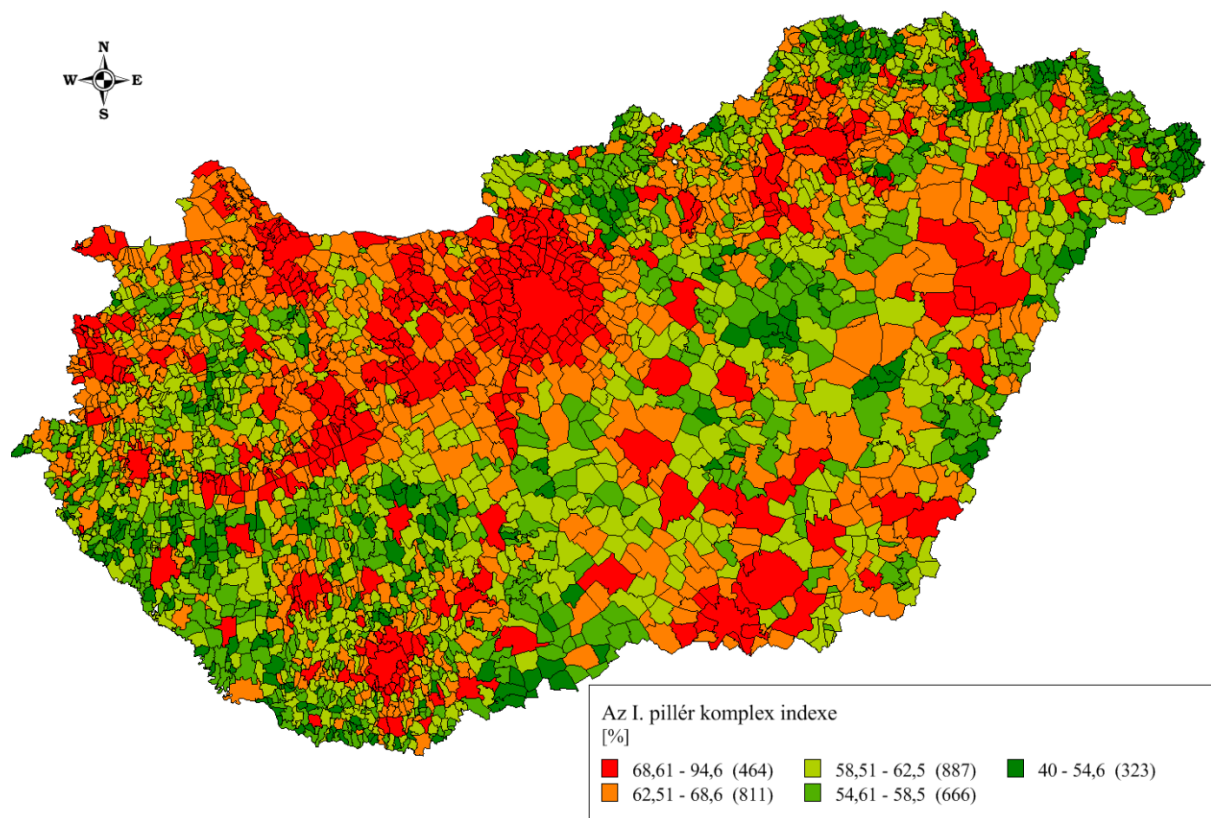 N
W E
S
Az I. pillér komplex indexe
[%]
68,61 - 94,6 (464) 58,51 - 62,5 (887) 40 - 54,6 (323)
62,51 - 68,6 (811) 54,61 - 58,5 (666)